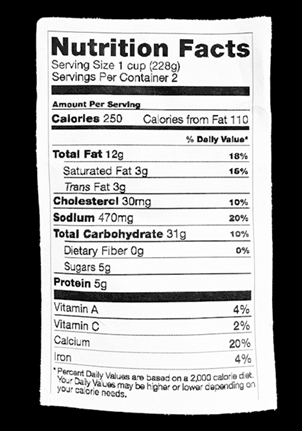 Nutrition Facts
Serving Size 1 cup (228g)
Servings Per Container 2
Amount Per Serving
Calories 250 Calories from Fat 110
% Daily Value*
Total Fat 12g 18%
Saturated Fat 3g 15%
Trans Fat 3g
Cholesterol 30mg 10%
Sodium 470mg 20%
Total Carbohydrate 31g 10%
Dietary Fiber 0g 0%
Sugars 5g
Protein 5g
Vitamin A 4%
Vitamin C 2%
Calcium 20%
Iron 4%
*Percent Daily Values are based on a 2,000 calorie diet.
Your Daily Values may be higher or lower depending on
your calorie needs.